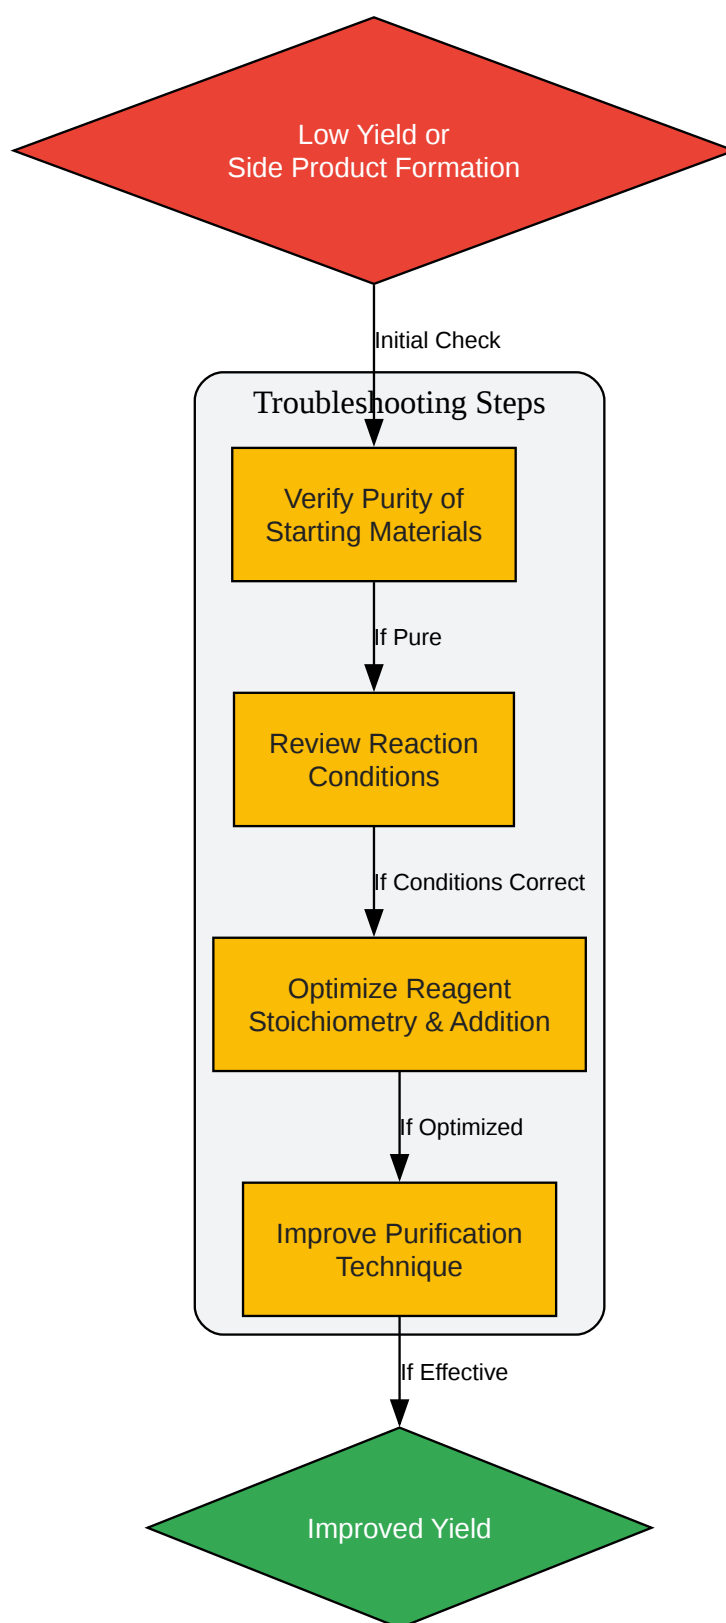 Low Yield or
Side Product Formation
Initial Check
Troubleshooting Steps
Verify Purity of
Starting Materials
If Pure
Review Reaction
Conditions
If Conditions Correct
Optimize Reagent
Stoichiometry & Addition
If Optimized
Improve Purification
Technique
If Effective
Improved Yield